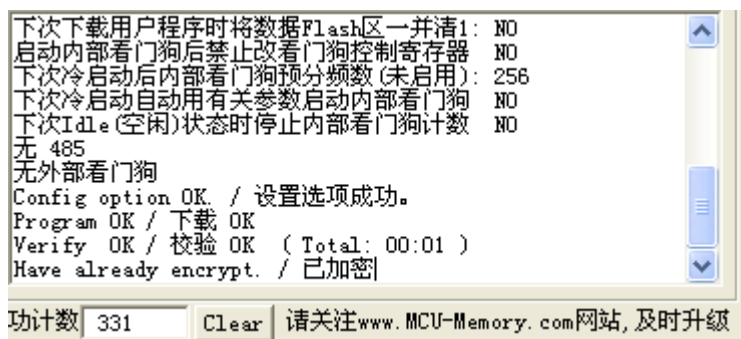 下次下载用户程序时将数据Flash区一并清1: NO
启动内部看门狗后禁止改看门狗控制寄存器 NO
下次冷启动后内部看门狗预分频数(未启用): 256
下次冷启动自动用有关参数启动内部看门狗 NO
下次Idle(空闲)状态时停止内部看门狗计数 NO
无 485
无外部看门狗
Config option OK. / 设置选项成功。
Program OK / 下载 OK
Verify OK / 校验 OK ( Total: 00:01 )
Have already encrypt. / 已加密
功计数 331 Clear 请关注www.MCU-Memory.com网站,及时升级